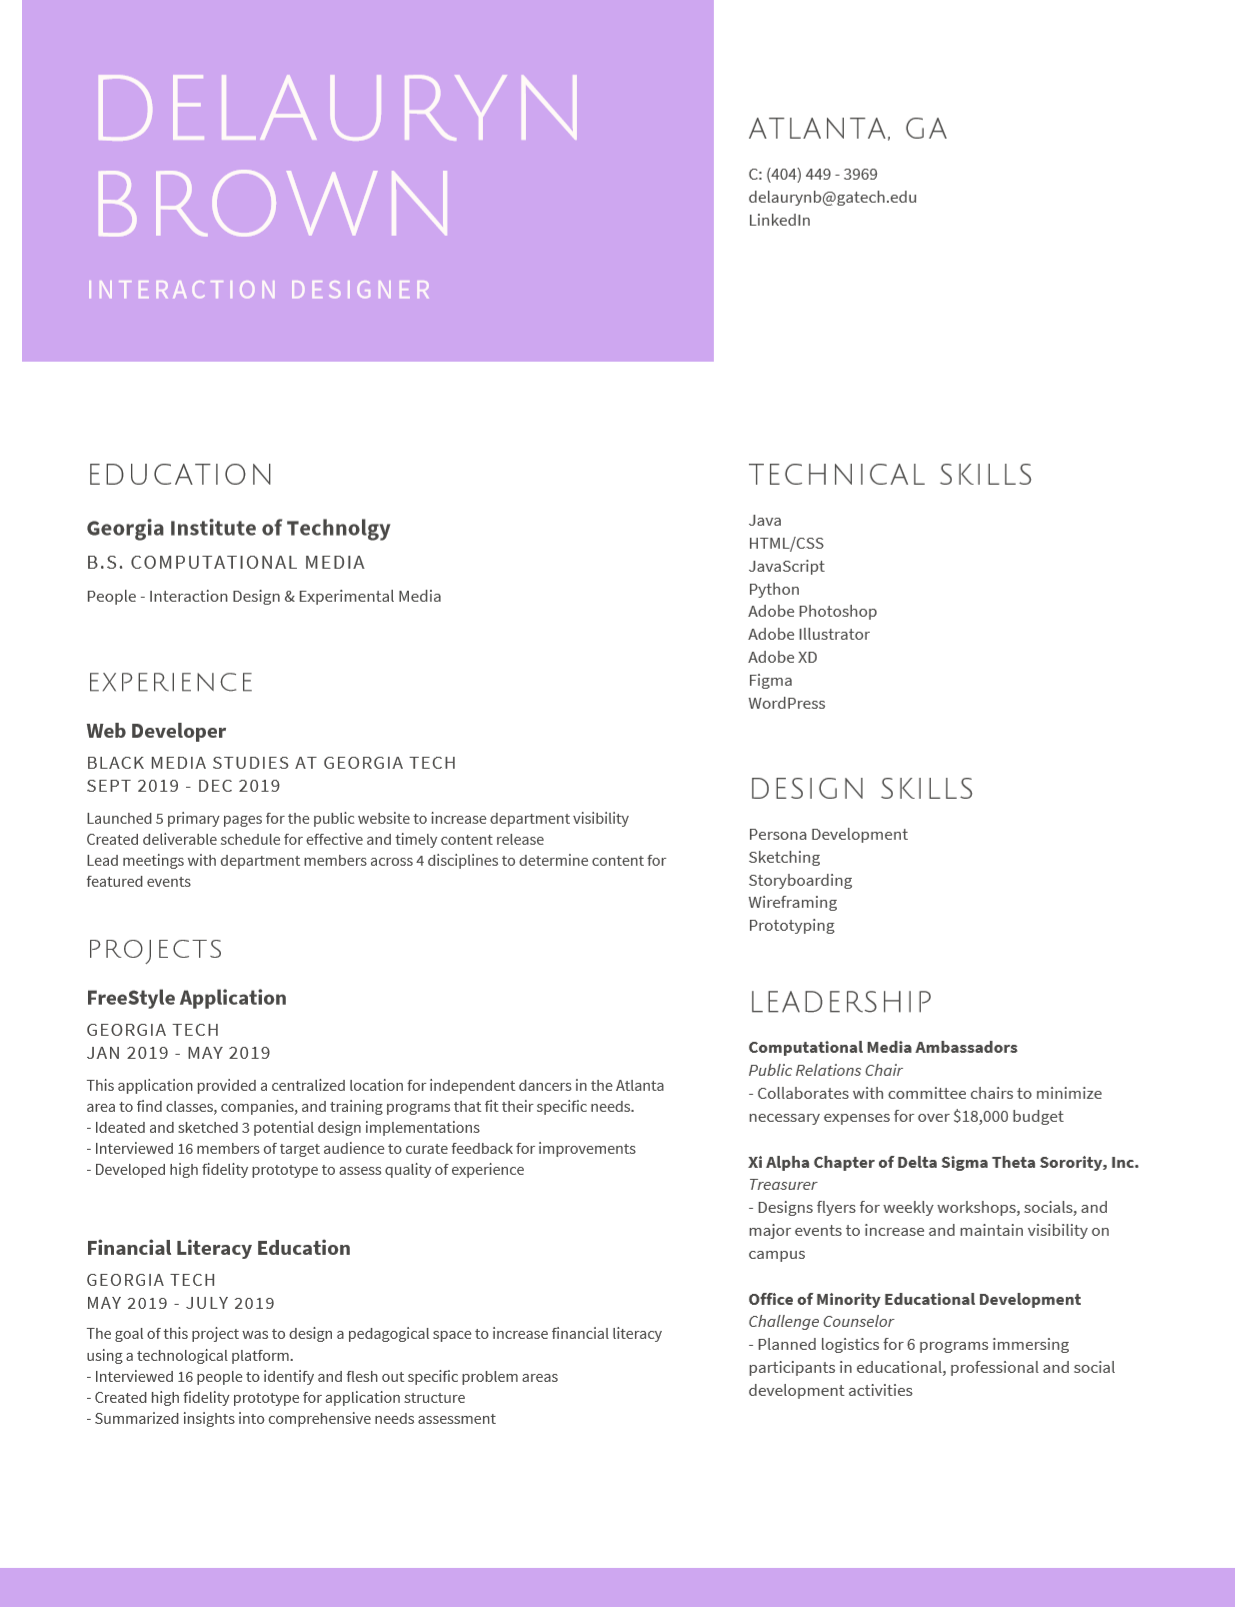 DELAURYN
BROWN
INTERACTION DESIGNER
ATLANTA, GA
C: (404) 449 - 3969
delaurynb@gatech.edu
LinkedIn
EDUCATION
Georgia Institute of Technolgy
B.S. COMPUTATIONAL MEDIA
People - Interaction Design & Experimental Media
EXPERIENCE
Web Developer
BLACK MEDIA STUDIES AT GEORGIA TECH
SEPT 2019 - DEC 2019
Launched 5 primary pages for the public website to increase department visibility
Created deliverable schedule for effective and timely content release
Lead meetings with department members across 4 disciplines to determine content for
featured events
PROJECTS
FreeStyle Application
GEORGIA TECH
JAN 2019 - MAY 2019
This application provided a centralized location for independent dancers in the Atlanta
area to find classes, companies, and training programs that fit their specific needs.
- Ideated and sketched 3 potential design implementations
- Interviewed 16 members of target audience to curate feedback for improvements
- Developed high fidelity prototype to assess quality of experience
Financial Literacy Education
GEORGIA TECH
MAY 2019 - JULY 2019
The goal of this project was to design a pedagogical space to increase financial literacy
using a technological platform.
- Interviewed 16 people to identify and flesh out specific problem areas
- Created high fidelity prototype for application structure
- Summarized insights into comprehensive needs assessment
TECHNICAL SKILLS
Java
HTML/CSS
JavaScript
Python
Adobe Photoshop
Adobe Illustrator
Adobe XD
Figma
WordPress
DESIGN SKILLS
Persona Development
Sketching
Storyboarding
Wireframing
Prototyping
LEADERSHIP
Computational Media Ambassadors
Public Relations Chair
- Collaborates with committee chairs to minimize
necessary expenses for over $18,000 budget
Xi Alpha Chapter of Delta Sigma Theta Sorority, Inc.
Treasurer
- Designs flyers for weekly workshops, socials, and
major events to increase and maintain visibility on
campus
Office of Minority Educational Development
Challenge Counselor
- Planned logistics for 6 programs immersing
participants in educational, professional and social
development activities